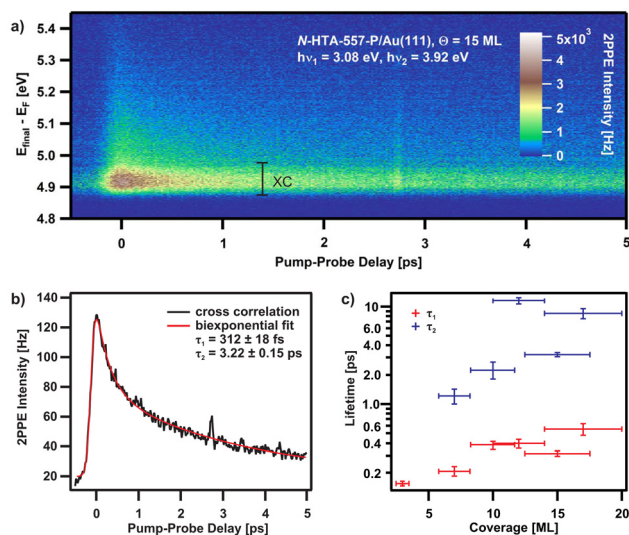 a)
N-HTA-557-P/Au(111), Θ = 15 ML
hν₁ = 3.08 eV, hν₂ = 3.92 eV
5x10³
4
3
2
1
0
2PPE Intensity [Hz]
E_final - E_F [eV]
5.4
5.3
5.2
5.1
5.0
4.9
4.8
XC
0 1 2 3 4 5
Pump-Probe Delay [ps]
b)
2PPE Intensity [Hz]
140
120
100
80
60
40
20
cross correlation
biexponential fit
τ₁ = 312 ± 18 fs
τ₂ = 3.22 ± 0.15 ps
0 1 2 3 4 5
Pump-Probe Delay [ps]
c)
Lifetime [ps]
10
6.0
4.0
2.0
1.0
0.6
0.4
0.2
τ₁
τ₂
5 10 15 20
Coverage [ML]